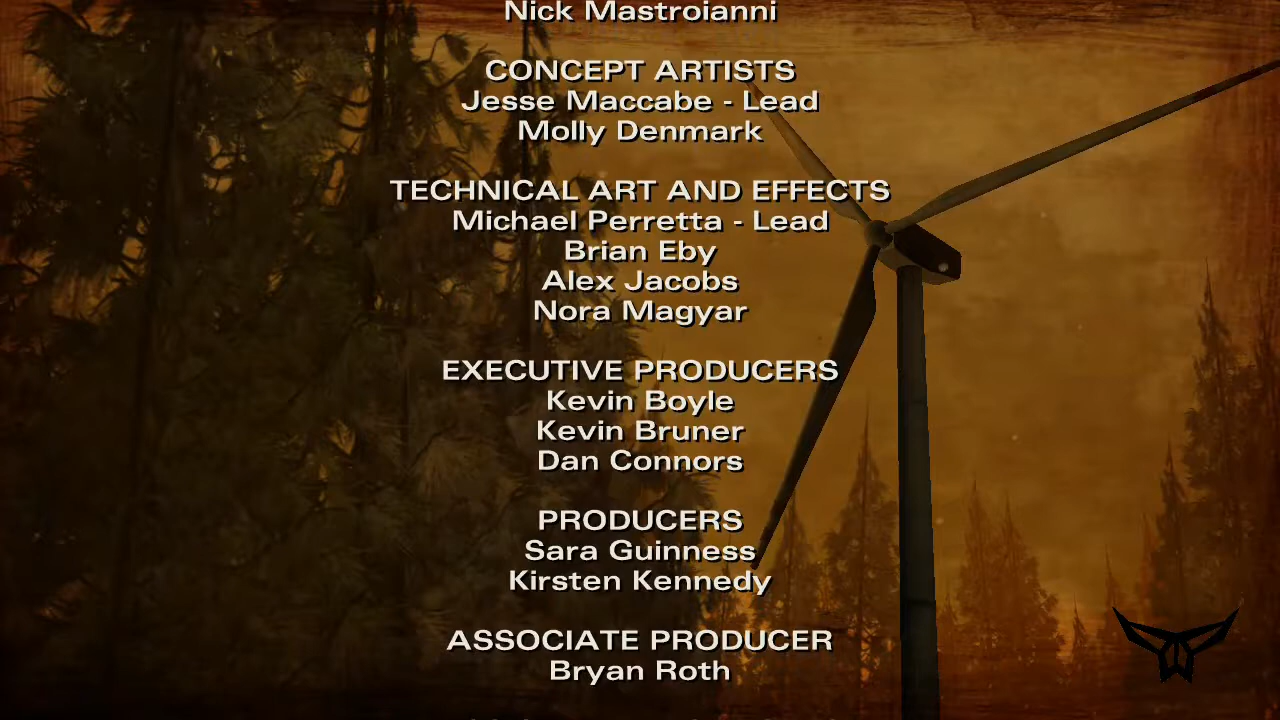 Nick Mastroianni
CONCEPT ARTISTS
Jesse Maccabe - Lead
Molly Denmark
TECHNICAL ART AND EFFECTS
Michael Perretta - Lead
Brian Eby
Alex Jacobs
Nora Magyar
EXECUTIVE PRODUCERS
Kevin Boyle
Kevin Bruner
Dan Connors
PRODUCERS
Sara Guinness
Kirsten Kennedy
ASSOCIATE PRODUCER
Bryan Roth